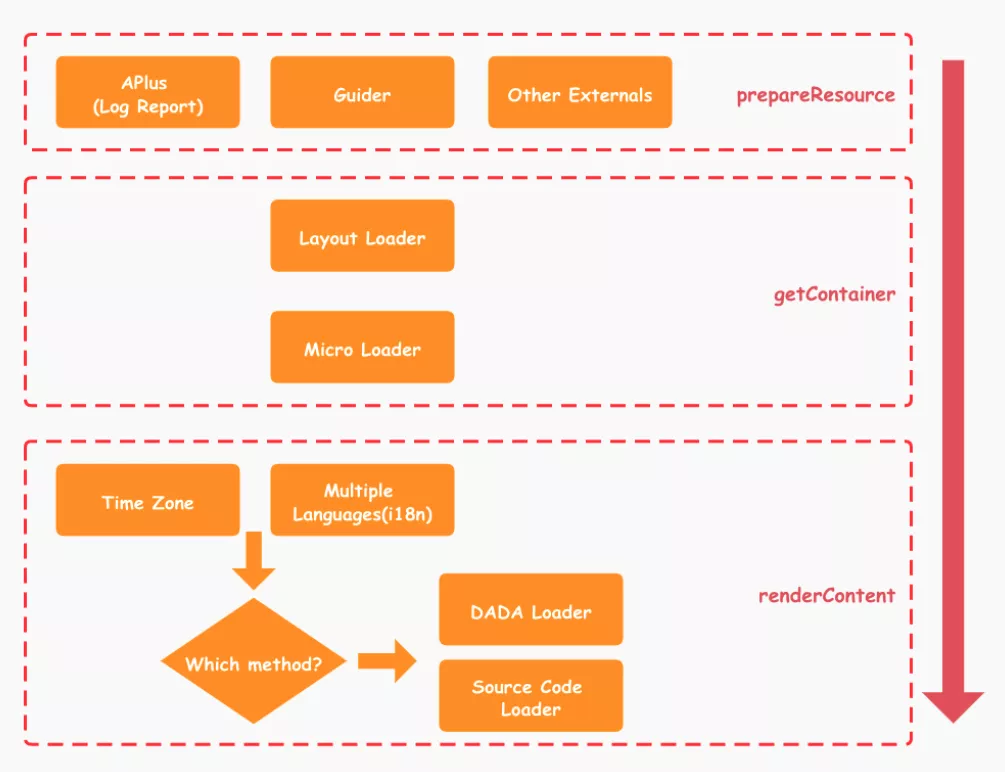 APlus
(Log Report)
Guider
Other Externals
prepareResource
Layout Loader
getContainer
Micro Loader
Time Zone
Multiple
Languages(i18n)
DADA Loader
renderContent
Which method?
Source Code
Loader